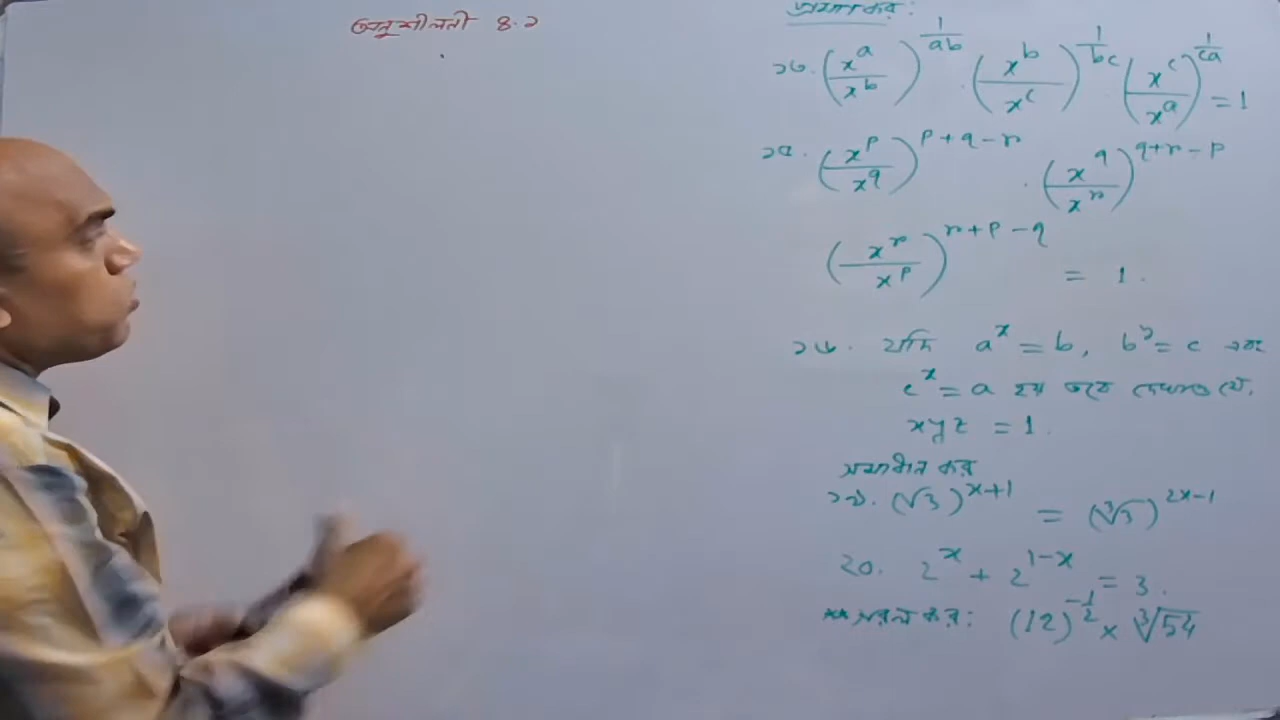 অনুশীলনী ৪.১
প্রমাণ কর:
১৬. (x^a/x^b)^(1/ab) · (x^b/x^c)^(1/bc) · (x^c/x^a)^(1/ca) = 1
১৭. (x^p/x^q)^(p+q-r) · (x^q/x^r)^(q+r-p)
(x^r/x^p)^(r+p-q) = 1.
১৮. যদি a^x = b, b^y = c এবং
c^x = a হয় তবে দেখাও যে,
xyz = 1.
সমাধান কর
১৯. (√3)^(x+1) = (∛3)^(2x-1)
২০. 2^x + 2^(1-x) = 3.
** সরল কর: (12)^(-1/2) × ∛54